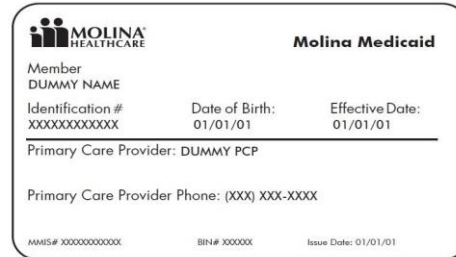 MOLINA®
HEALTHCARE
Molina Medicaid
Member
DUMMY NAME
Identification # Date of Birth: Effective Date:
XXXXXXXXXXXX 01/01/01 01/01/01
Primary Care Provider: DUMMY PCP
Primary Care Provider Phone: (XXX) XXX-XXXX
MMIS# XXXXXXXXXXXX BIN# XXXXXX Issue Date: 01/01/01